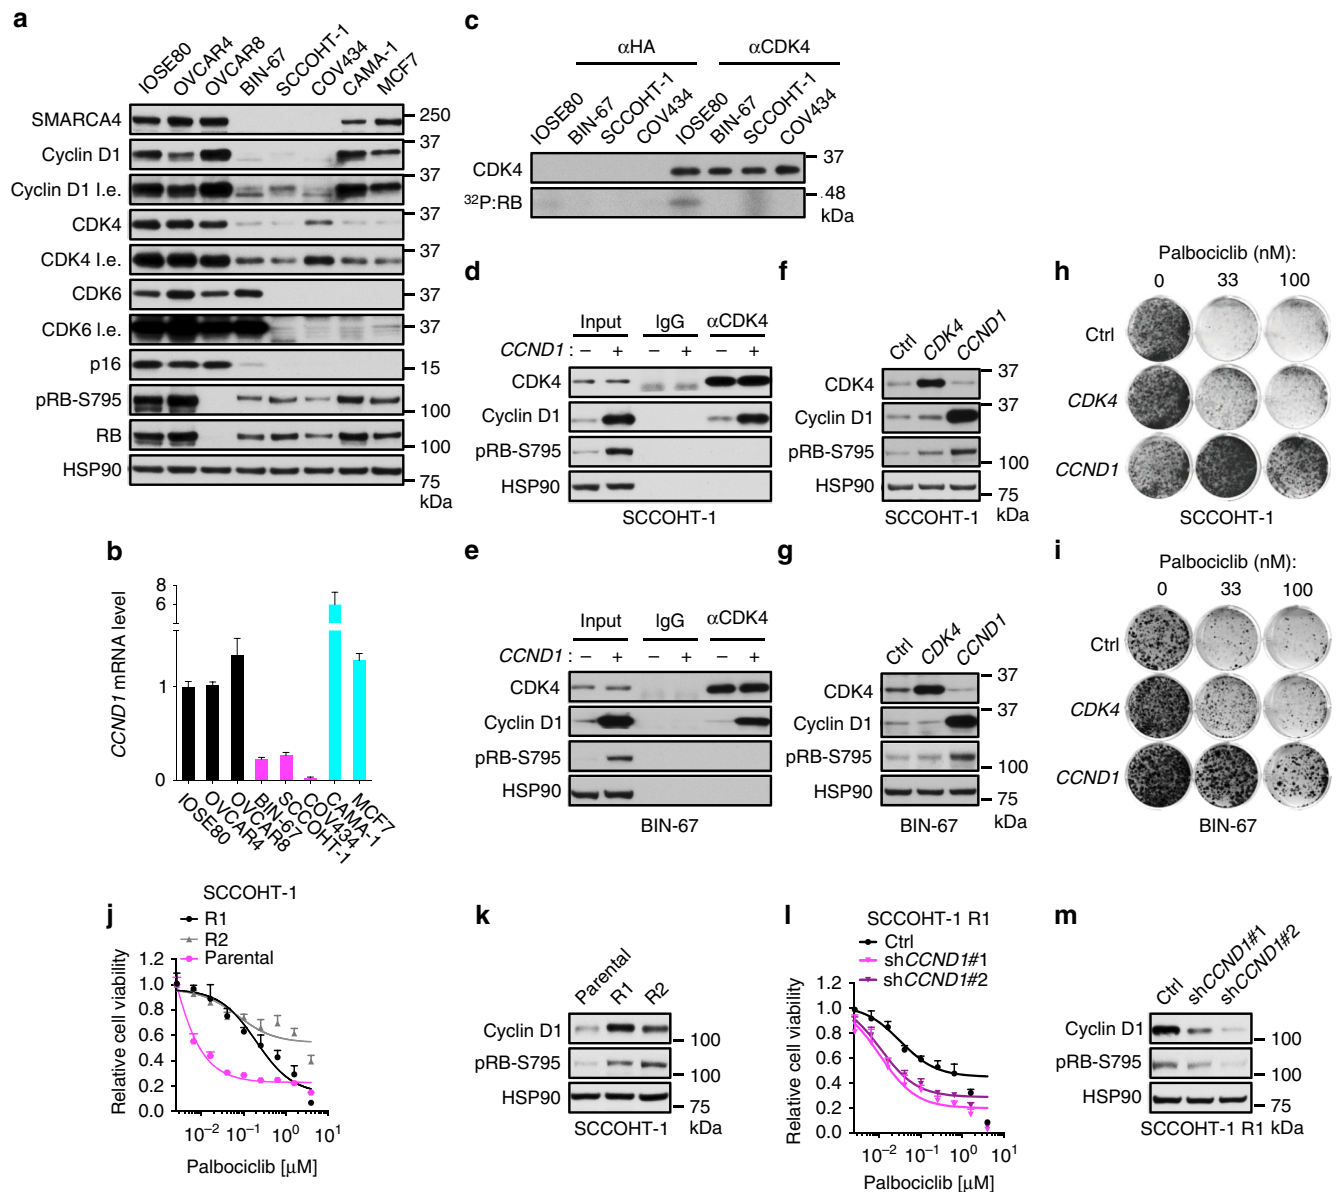 a
IOSE80 OVCAR4 OVCAR8 BIN-67 SCCOHT-1 COV434 CAMA-1 MCF7
SMARCA4 250
Cyclin D1 37
Cyclin D1 l.e. 37
CDK4 37
CDK4 l.e. 37
CDK6 37
CDK6 l.e. 37
p16 15
pRB-S795 100
RB 100
HSP90 75
kDa
b
CCND1 mRNA level
8
6
1
0
IOSE80 OVCAR4 OVCAR8 BIN-67 SCCOHT-1 COV434 CAMA-1 MCF7
c
αHA αCDK4
IOSE80 BIN-67 SCCOHT-1 COV434 IOSE80 BIN-67 SCCOHT-1 COV434
CDK4 37
³²P:RB 48
kDa
d
Input IgG αCDK4
CCND1 : – + – + – +
CDK4
Cyclin D1
pRB-S795
HSP90
SCCOHT-1
e
Input IgG αCDK4
CCND1 : – + – + – +
CDK4
Cyclin D1
pRB-S795
HSP90
BIN-67
f
Ctrl CDK4 CCND1
CDK4 37
Cyclin D1 37
pRB-S795 100
HSP90 75
SCCOHT-1 kDa
g
Ctrl CDK4 CCND1
CDK4 37
Cyclin D1 37
pRB-S795 100
HSP90 75
BIN-67 kDa
h
Palbociclib (nM):
0 33 100
Ctrl
CDK4
CCND1
SCCOHT-1
i
Palbociclib (nM):
0 33 100
Ctrl
CDK4
CCND1
BIN-67
j
SCCOHT-1
R1
R2
Parental
Relative cell viability
1.2
1.0
0.8
0.6
0.4
0.2
0.0
10⁻² 10⁻¹ 10⁰ 10¹
Palbociclib [μM]
k
Parental R1 R2
Cyclin D1 100
pRB-S795 100
HSP90 75
SCCOHT-1 kDa
l
SCCOHT-1 R1
Ctrl
shCCND1#1
shCCND1#2
Relative cell viability
1.2
1.0
0.8
0.6
0.4
0.2
0.0
10⁻² 10⁻¹ 10⁰ 10¹
Palbociclib [μM]
m
Ctrl shCCND1#1 shCCND1#2
Cyclin D1 100
pRB-S795 100
HSP90 75
SCCOHT-1 R1 kDa